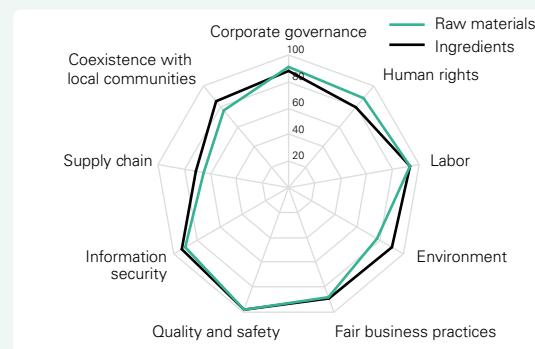 Raw materials
Ingredients
Corporate governance
100
80
60
40
20
Human rights
Labor
Environment
Fair business practices
Quality and safety
Information
security
Supply chain
Coexistence with
local communities